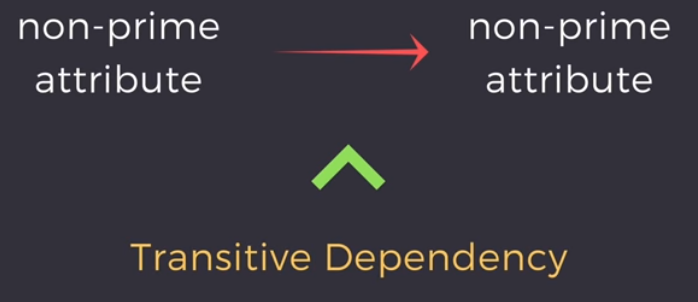 non-prime
attribute
non-prime
attribute
Transitive Dependency